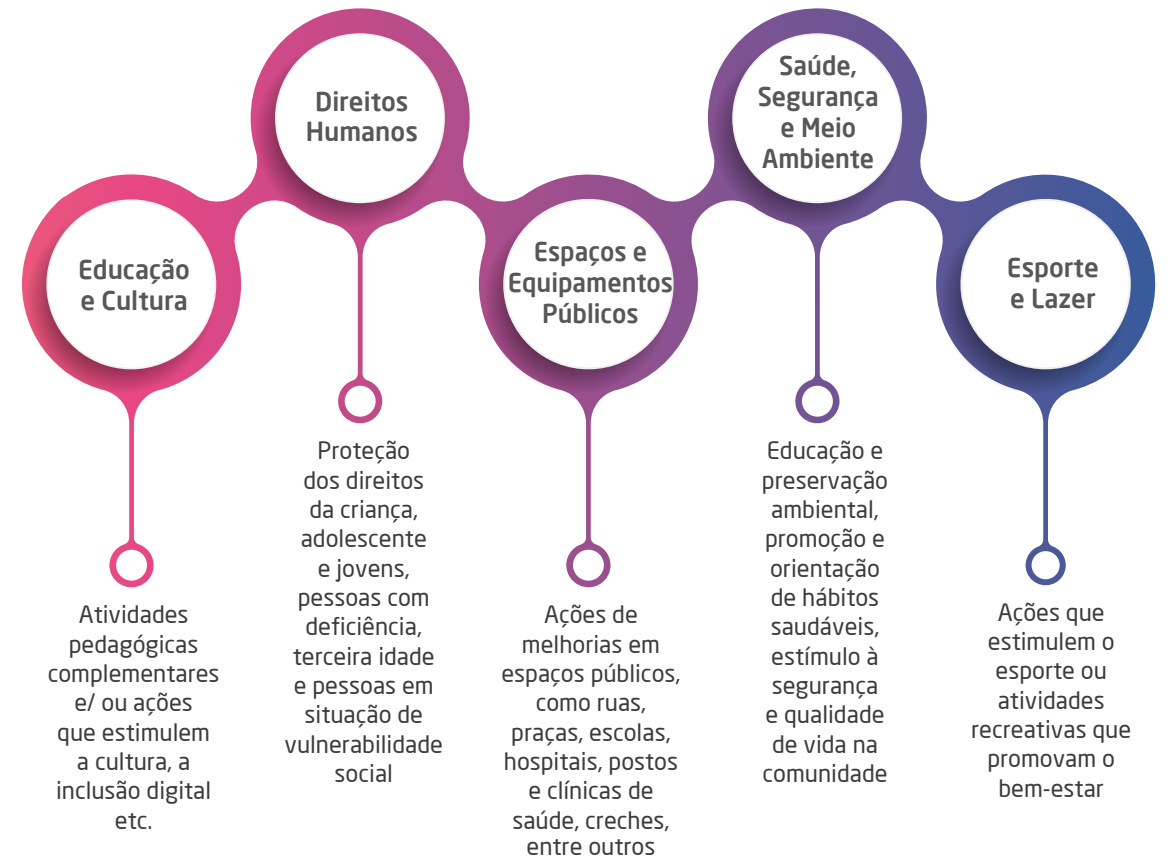 Educação
e Cultura
Atividades
pedagógicas
complementares
e/ ou ações
que estimulem
a cultura, a
inclusão digital
etc.
Direitos
Humanos
Proteção
dos direitos
da criança,
adolescente
e jovens,
pessoas com
deficiência,
terceira idade
e pessoas em
situação de
vulnerabilidade
social
Espaços e
Equipamentos
Públicos
Ações de
melhorias em
espaços públicos,
como ruas,
praças, escolas,
hospitais, postos
e clínicas de
saúde, creches,
entre outros
Saúde,
Segurança
e Meio
Ambiente
Educação e
preservação
ambiental,
promoção e
orientação
de hábitos
saudáveis,
estímulo à
segurança
e qualidade
de vida na
comunidade
Esporte
e Lazer
Ações que
estimulem o
esporte ou
atividades
recreativas que
promovam o
bem-estar